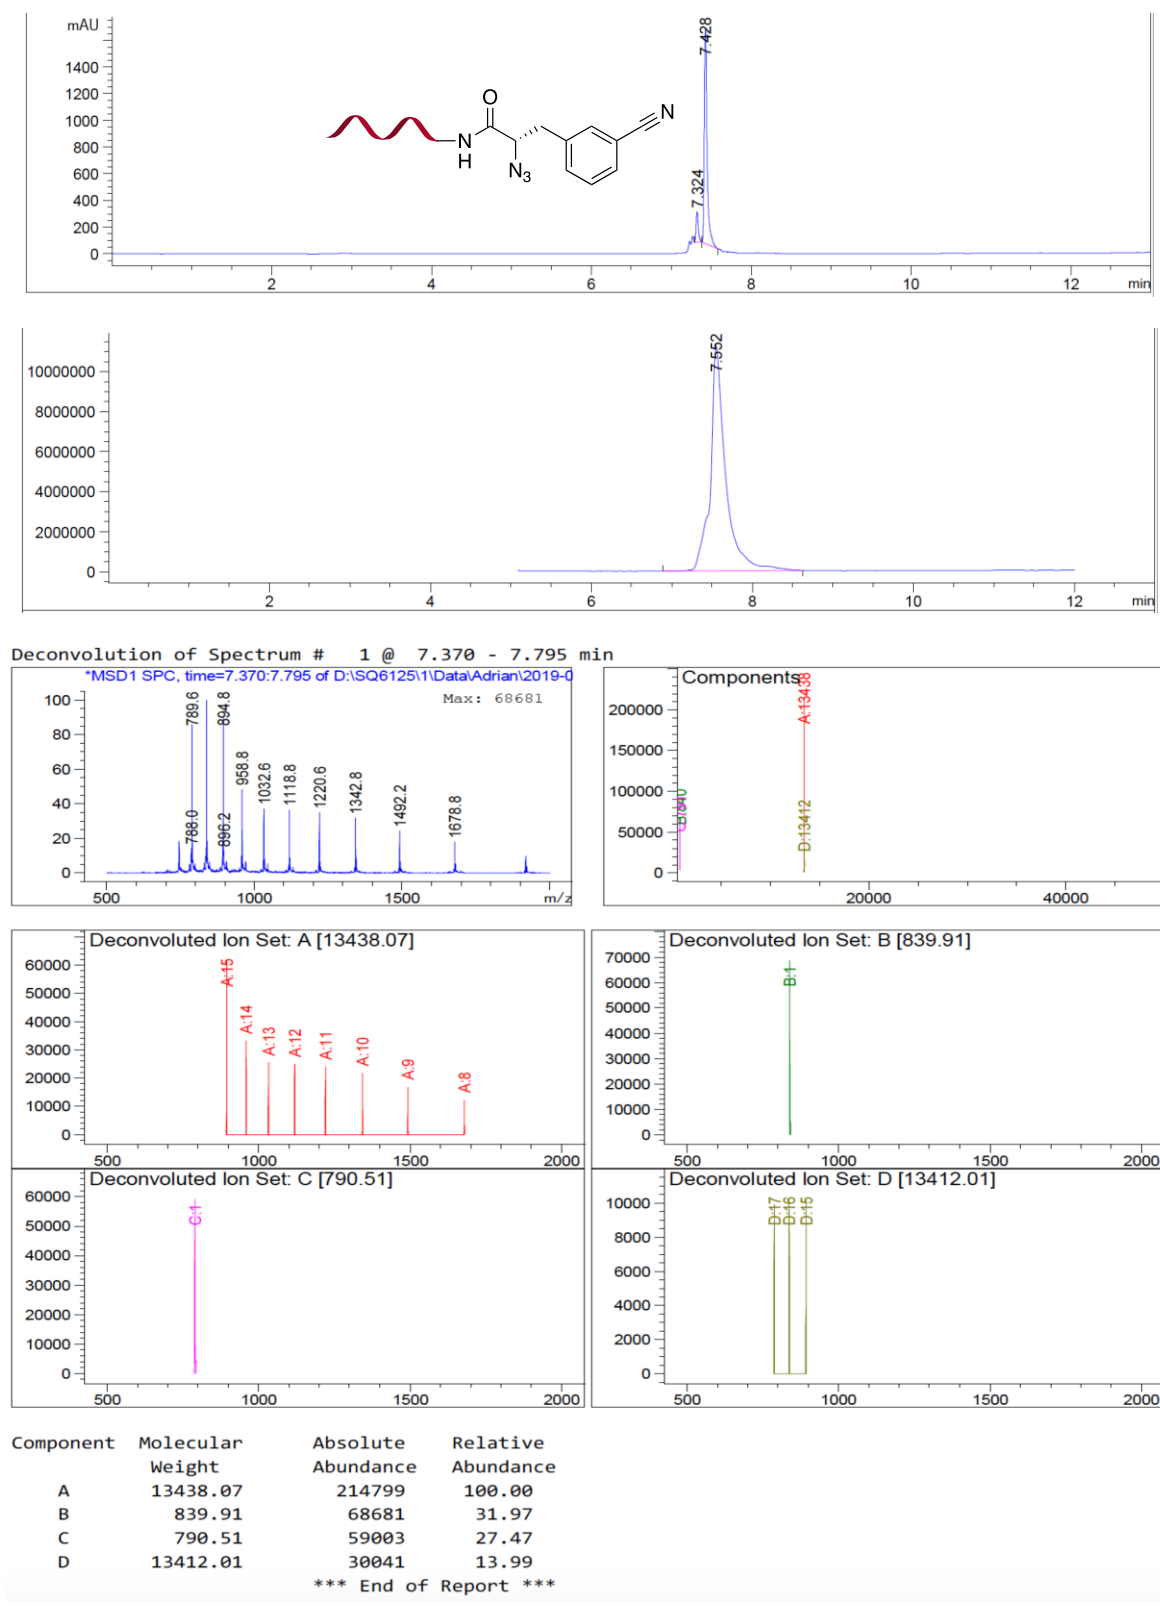 mAU
1400
1200
1000
800
600
400
200
0
7.324
7.428
O
N
H
N3
N
2
4
6
8
10
12
min
10000000
8000000
6000000
4000000
2000000
0
7.552
2
4
6
8
10
12
min
Deconvolution of Spectrum # 1 @ 7.370 - 7.795 min
*MSD1 SPC, time=7.370:7.795 of D:\SQ6125\1\Data\Adrian\2019-0
Max: 68681
100
80
60
40
20
0
789.6
788.0
894.8
896.2
958.8
1032.6
1118.8
1220.6
1342.8
1492.2
1678.8
500
1000
1500
m/z
Components
200000
150000
100000
50000
0
A:13438
D:13412
20000
40000
Deconvoluted Ion Set: A [13438.07]
60000
50000
40000
30000
20000
10000
0
A:15
A:14
A:13
A:12
A:11
A:10
A:9
A:8
500
1000
1500
2000
Deconvoluted Ion Set: B [839.91]
70000
60000
50000
40000
30000
20000
10000
0
B:1
500
1000
1500
2000
Deconvoluted Ion Set: C [790.51]
60000
50000
40000
30000
20000
10000
0
C:1
500
1000
1500
2000
Deconvoluted Ion Set: D [13412.01]
10000
8000
6000
4000
2000
0
D:17
D:16
D:15
500
1000
1500
2000
Component Molecular Absolute Relative
Weight Abundance Abundance
A 13438.07 214799 100.00
B 839.91 68681 31.97
C 790.51 59003 27.47
D 13412.01 30041 13.99
*** End of Report ***